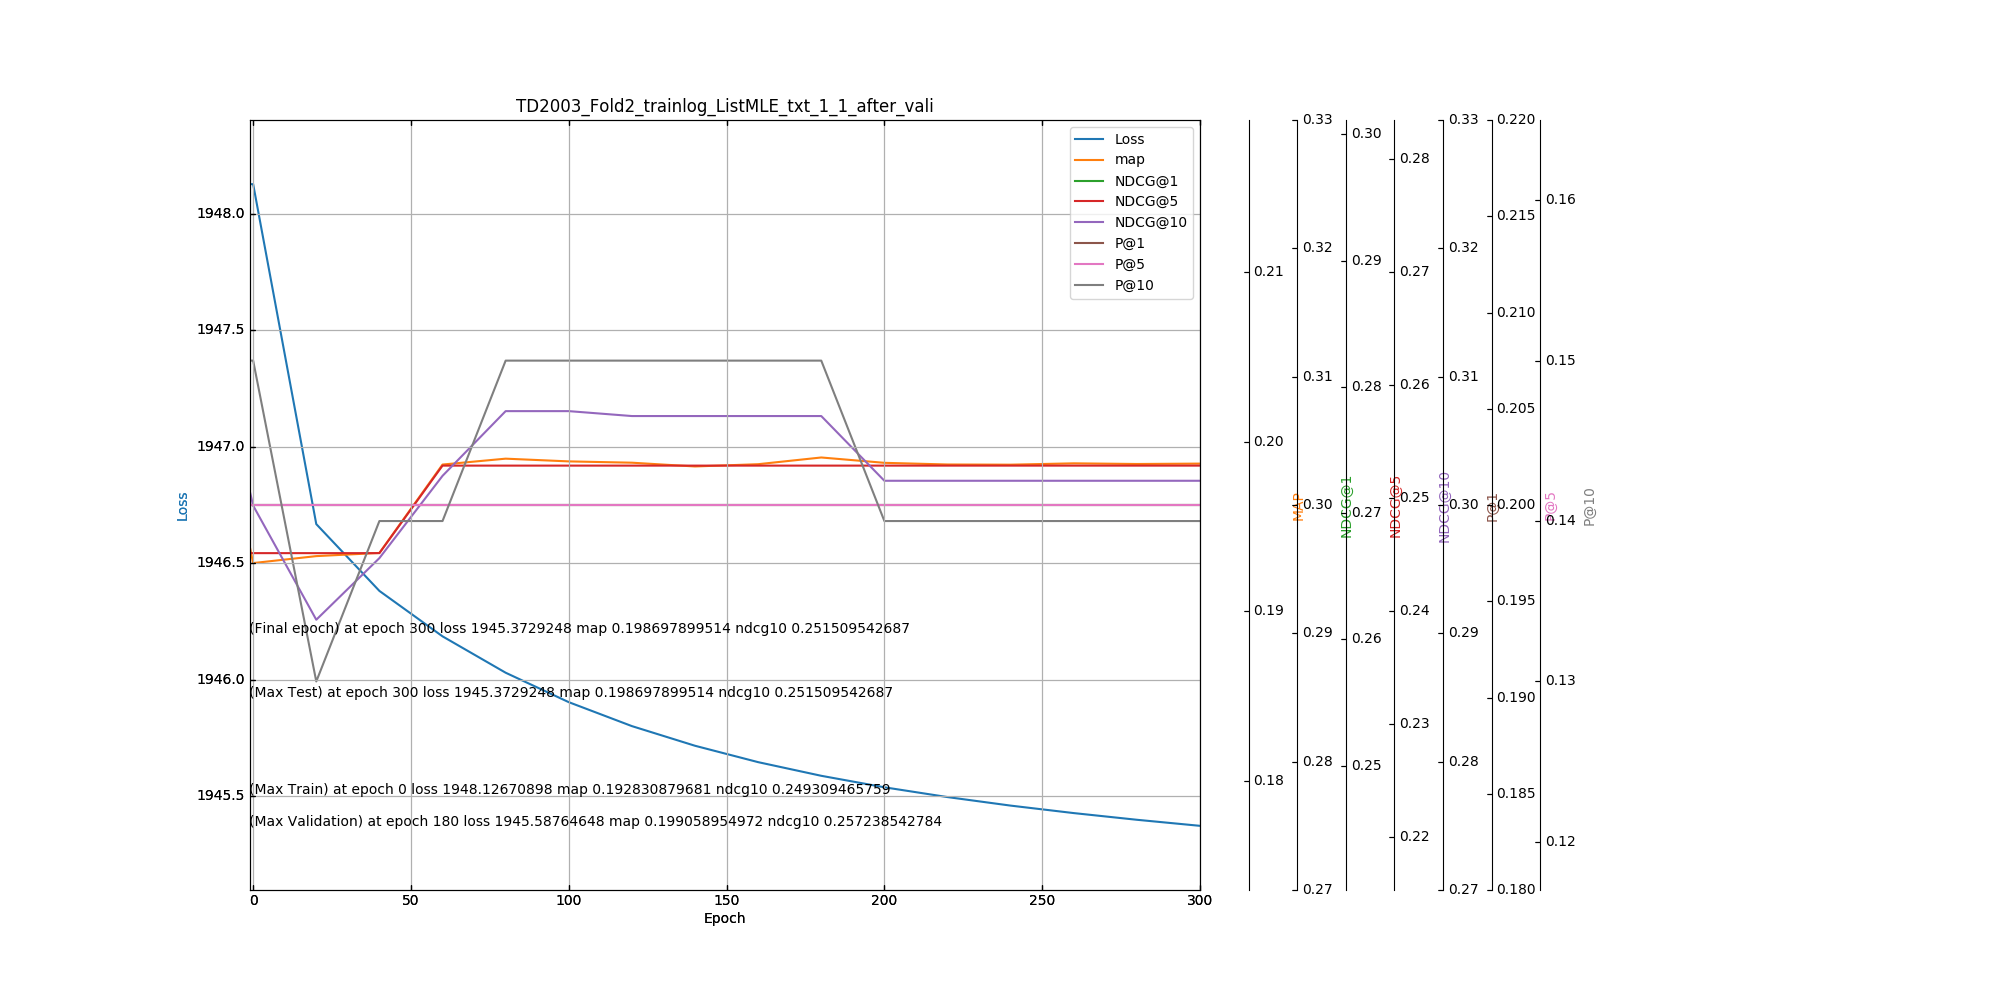 TD2003_Fold2_trainlog_ListMLE_txt_1_1_after_vali
Loss
map
NDCG@1
NDCG@5
NDCG@10
P@1
P@5
P@10
1948.0
1947.5
1947.0
1946.5
1946.0
1945.5
Loss
(Final epoch) at epoch 300 loss 1945.3729248 map 0.198697899514 ndcg10 0.251509542687
(Max Test) at epoch 300 loss 1945.3729248 map 0.198697899514 ndcg10 0.251509542687
(Max Train) at epoch 0 loss 1948.12670898 map 0.192830879681 ndcg10 0.249309465759
(Max Validation) at epoch 180 loss 1945.58764648 map 0.199058954972 ndcg10 0.257238542784
0 50 100 150 200 250 300
Epoch
0.21
0.20
0.19
0.18
MAP
0.33
0.32
0.31
0.30
0.29
0.28
0.27
NDCG@1
0.30
0.29
0.28
0.27
0.26
0.25
NDCG@5
0.28
0.27
0.26
0.25
0.24
0.23
0.22
NDCG@10
0.33
0.32
0.31
0.30
0.29
0.28
0.27
P@1
0.220
0.215
0.210
0.205
0.200
0.195
0.190
0.185
0.180
P@5
0.16
0.15
0.14
0.13
0.12
P@10